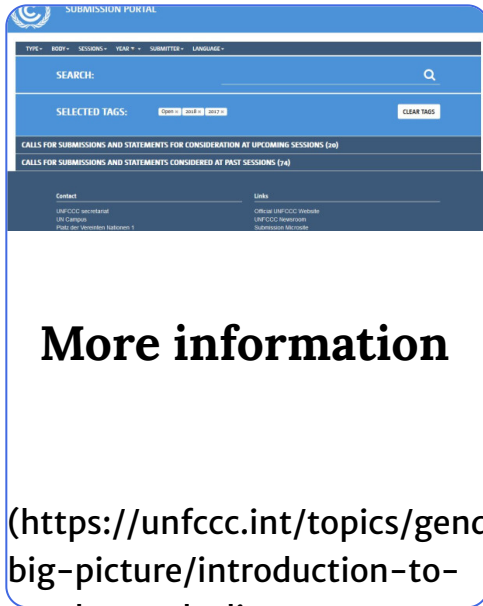 SUBMISSION PORTAL
TYPE BODY SESSIONS YEAR SUBMITTER LANGUAGE
SEARCH:
SELECTED TAGS: Open × 2018 × 2017 × CLEAR TAGS
CALLS FOR SUBMISSIONS AND STATEMENTS FOR CONSIDERATION AT UPCOMING SESSIONS (20)
CALLS FOR SUBMISSIONS AND STATEMENTS CONSIDERED AT PAST SESSIONS (74)
Contact
UNFCCC secretariat
UN Campus
Platz der Vereinten Nationen 1
Links
Official UNFCCC Website
UNFCCC Newsroom
Submission Microsite
More information
(https://unfccc.int/topics/gend
big-picture/introduction-to-